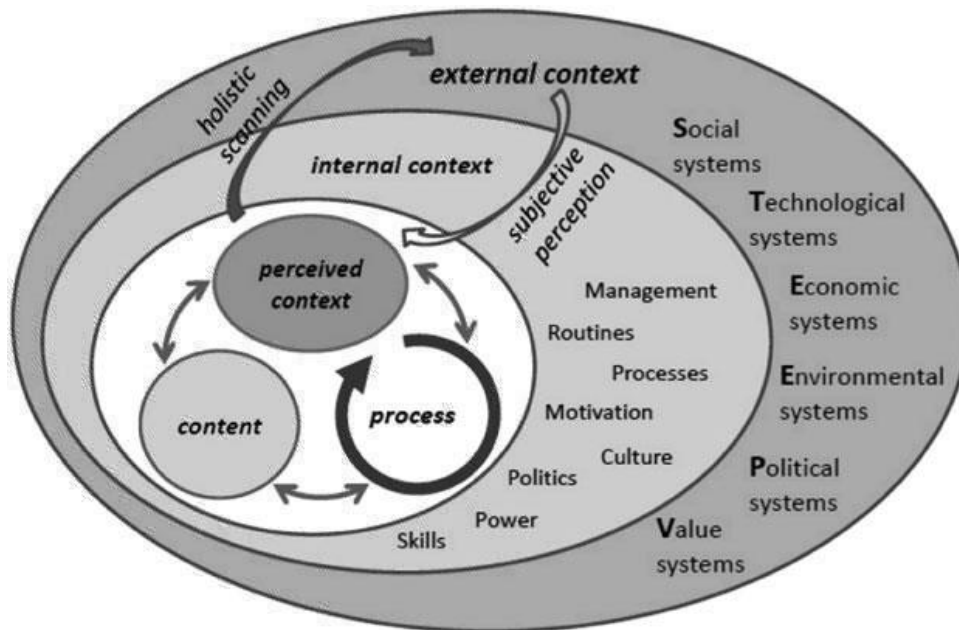 holistic
scanning
external context
internal context
subjective
perception
perceived
context
content
process
Management
Routines
Processes
Motivation
Culture
Politics
Power
Skills
Social
systems
Technological
systems
Economic
systems
Environmental
systems
Political
systems
Value
systems